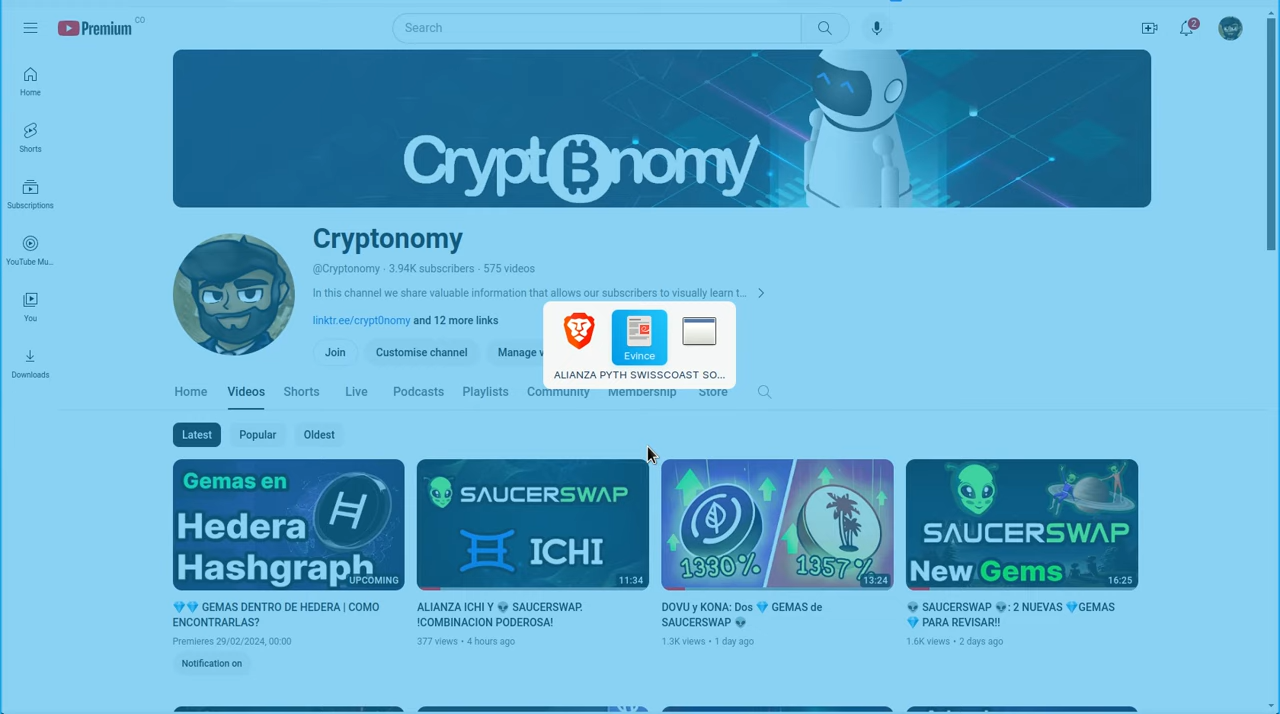 Premium CO
Search
2
Home
Shorts
Subscriptions
YouTube Mu...
You
Downloads
Crypt₿nomy
Cryptonomy
@Cryptonomy · 3.94K subscribers · 575 videos
In this channel we share valuable information that allows our subscribers to visually learn t...
linktr.ee/crypt0nomy and 12 more links
Join
Customise channel
Manage v
Evince
ALIANZA PYTH SWISSCOAST SO...
Home
Videos
Shorts
Live
Podcasts
Playlists
Community
Membership
Store
Latest
Popular
Oldest
Gemas en
Hedera
Hashgraph
UPCOMING
💎💎 GEMAS DENTRO DE HEDERA | COMO
ENCONTRARLAS?
Premieres 29/02/2024, 00:00
Notification on
SAUCERSWAP
ICHI
11:34
ALIANZA ICHI Y 👽 SAUCERSWAP.
!COMBINACION PODEROSA!
377 views • 4 hours ago
1330%
1357%
13:24
DOVU y KONA: Dos 💎 GEMAS de
SAUCERSWAP 👽
1.3K views • 1 day ago
SAUCERSWAP
New Gems
16:25
👽 SAUCERSWAP 👽: 2 NUEVAS 💎GEMAS
💎 PARA REVISAR!!
1.6K views • 2 days ago